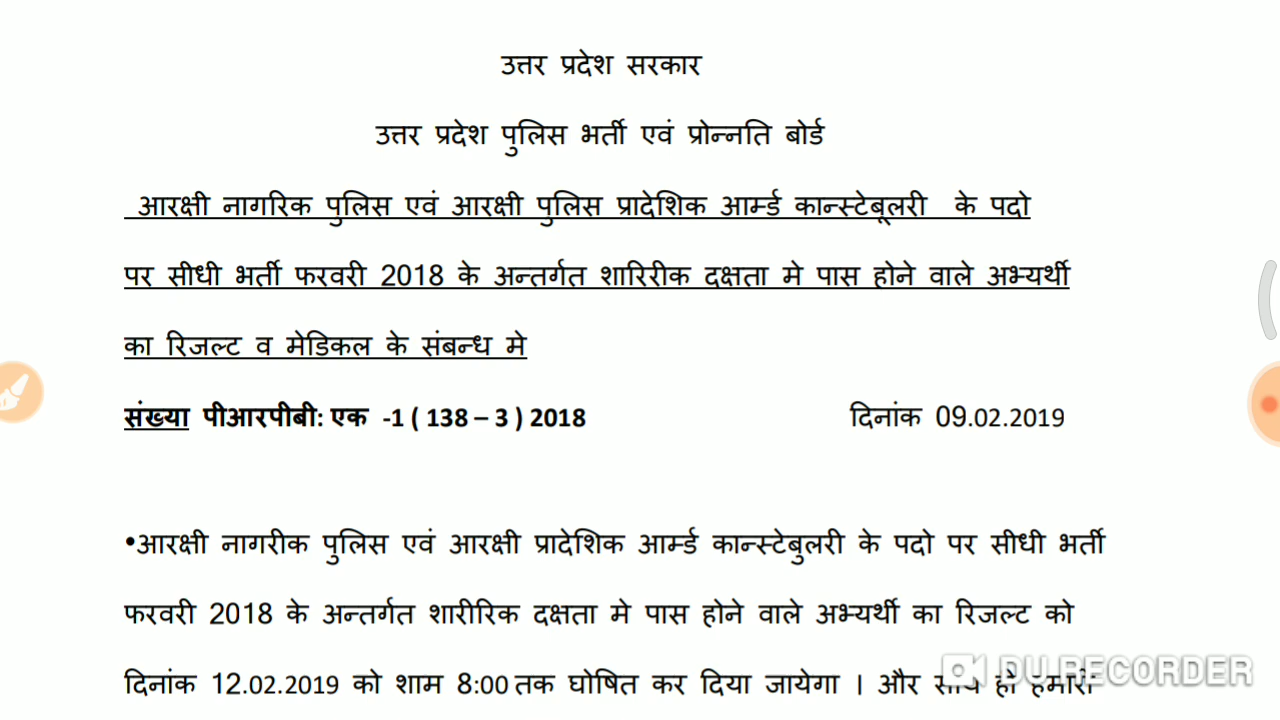 उत्तर प्रदेश सरकार
उत्तर प्रदेश पुलिस भर्ती एवं प्रोन्नति बोर्ड
आरक्षी नागरिक पुलिस एवं आरक्षी पुलिस प्रादेशिक आर्म्ड कान्स्टेबूलरी के पदो
पर सीधी भर्ती फरवरी 2018 के अन्तर्गत शारिरीक दक्षता मे पास होने वाले अभ्यर्थी
का रिजल्ट व मेडिकल के संबन्ध मे
संख्या पीआरपीबी: एक -1 ( 138 – 3 ) 2018 दिनांक 09.02.2019
•आरक्षी नागरीक पुलिस एवं आरक्षी प्रादेशिक आर्म्ड कान्स्टेबुलरी के पदो पर सीधी भर्ती
फरवरी 2018 के अन्तर्गत शारीरिक दक्षता मे पास होने वाले अभ्यर्थी का रिजल्ट को
दिनांक 12.02.2019 को शाम 8:00 तक घोषित कर दिया जायेगा । और साथ ही हमारी
DU RECORDER